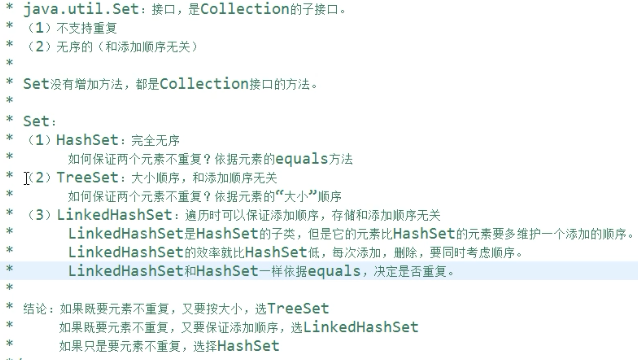 * java.util.Set：接口，是Collection的子接口。
* （1）不支持重复
* （2）无序的（和添加顺序无关）
*
* Set没有增加方法，都是Collection接口的方法。
*
* Set：
* （1）HashSet：完全无序
* 如何保证两个元素不重复？依据元素的equals方法
* （2）TreeSet：大小顺序，和添加顺序无关
* 如何保证两个元素不重复？依据元素的“大小”顺序
* （3）LinkedHashSet：遍历时可以保证添加顺序，存储和添加顺序无关
* LinkedHashSet是HashSet的子类，但是它的元素比HashSet的元素要多维护一个添加的顺序。
* LinkedHashSet的效率就比HashSet低，每次添加，删除，要同时考虑顺序。
* LinkedHashSet和HashSet一样依据equals，决定是否重复。
*
* 结论：如果既要元素不重复，又要按大小，选TreeSet
* 如果既要元素不重复，又要保证添加顺序，选LinkedHashSet
* 如果只是要元素不重复，选择HashSet